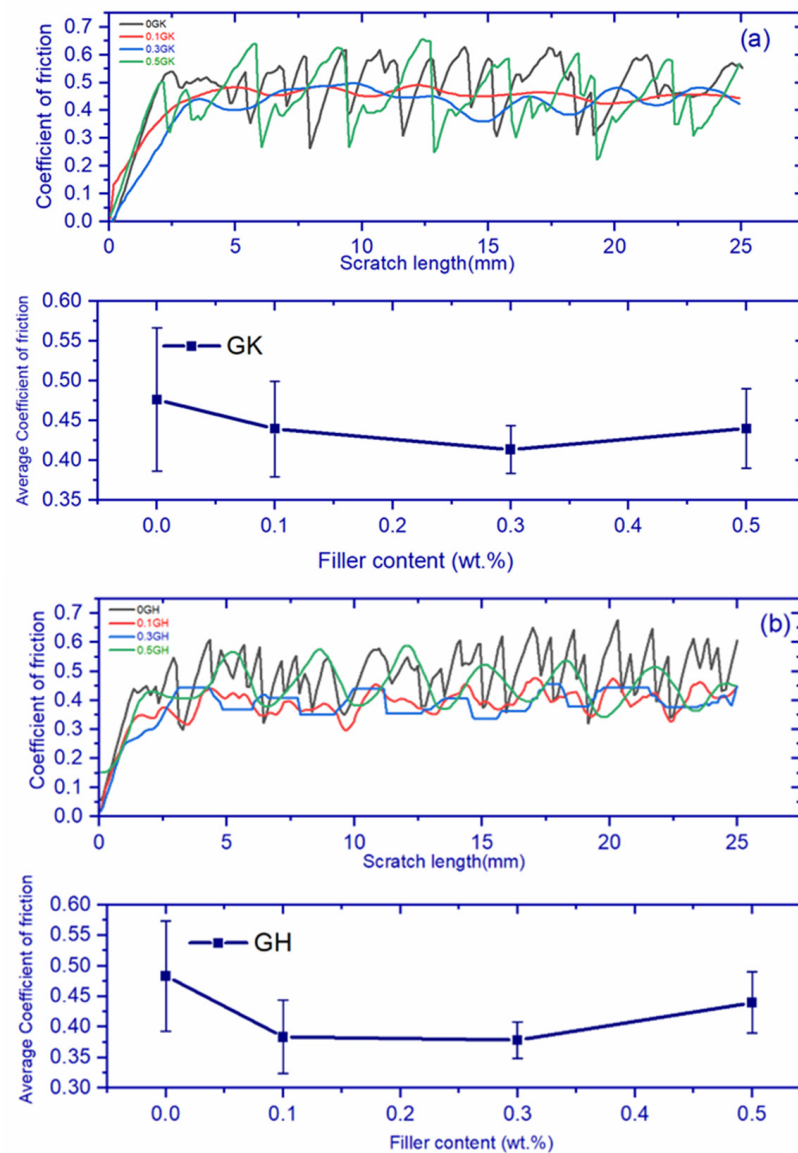 (a)
0GK
0.1GK
0.3GK
0.5GK
Coefficient of friction
0.7
0.6
0.5
0.4
0.3
0.2
0.1
0.0
0 5 10 15 20 25
Scratch length(mm)
GK
Average Coefficient of friction
0.60
0.55
0.50
0.45
0.40
0.35
0.0 0.1 0.2 0.3 0.4 0.5
Filler content (wt.%)
(b)
0GH
0.1GH
0.3GH
0.5GH
Coefficient of friction
0.7
0.6
0.5
0.4
0.3
0.2
0.1
0.0
0 5 10 15 20 25
Scratch length(mm)
GH
Average Coefficient of friction
0.60
0.55
0.50
0.45
0.40
0.35
0.30
0.0 0.1 0.2 0.3 0.4 0.5
Filler content (wt.%)